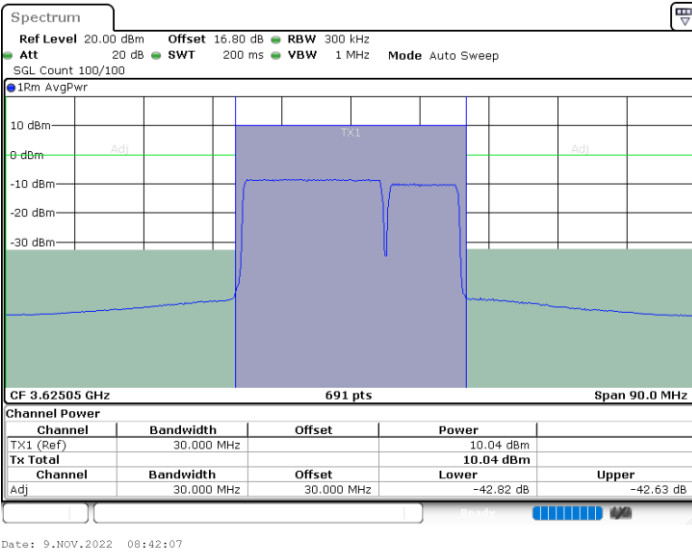 Spectrum
Ref Level 20.00 dBm Offset 16.80 dB RBW 300 kHz
Att 20 dB SWT 200 ms VBW 1 MHz Mode Auto Sweep
SGL Count 100/100
1Rm AvgPwr
10 dBm
TX1
Adj Adj
0 dBm
-10 dBm
-20 dBm
-30 dBm
CF 3.62505 GHz 691 pts Span 90.0 MHz
Channel Power
Channel Bandwidth Offset Power
TX1 (Ref) 30.000 MHz 10.04 dBm
Tx Total 10.04 dBm
Channel Bandwidth Offset Lower Upper
Adj 30.000 MHz 30.000 MHz -42.82 dB -42.63 dB
Ready
Date: 9.NOV.2022 08:42:07